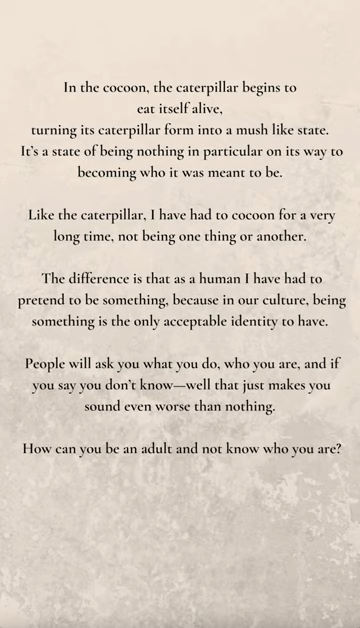 In the cocoon, the caterpillar begins to
eat itself alive,
turning its caterpillar form into a mush like state.
It’s a state of being nothing in particular on its way to
becoming who it was meant to be.
Like the caterpillar, I have had to cocoon for a very
long time, not being one thing or another.
The difference is that as a human I have had to
pretend to be something, because in our culture, being
something is the only acceptable identity to have.
People will ask you what you do, who you are, and if
you say you don’t know—well that just makes you
sound even worse than nothing.
How can you be an adult and not know who you are?